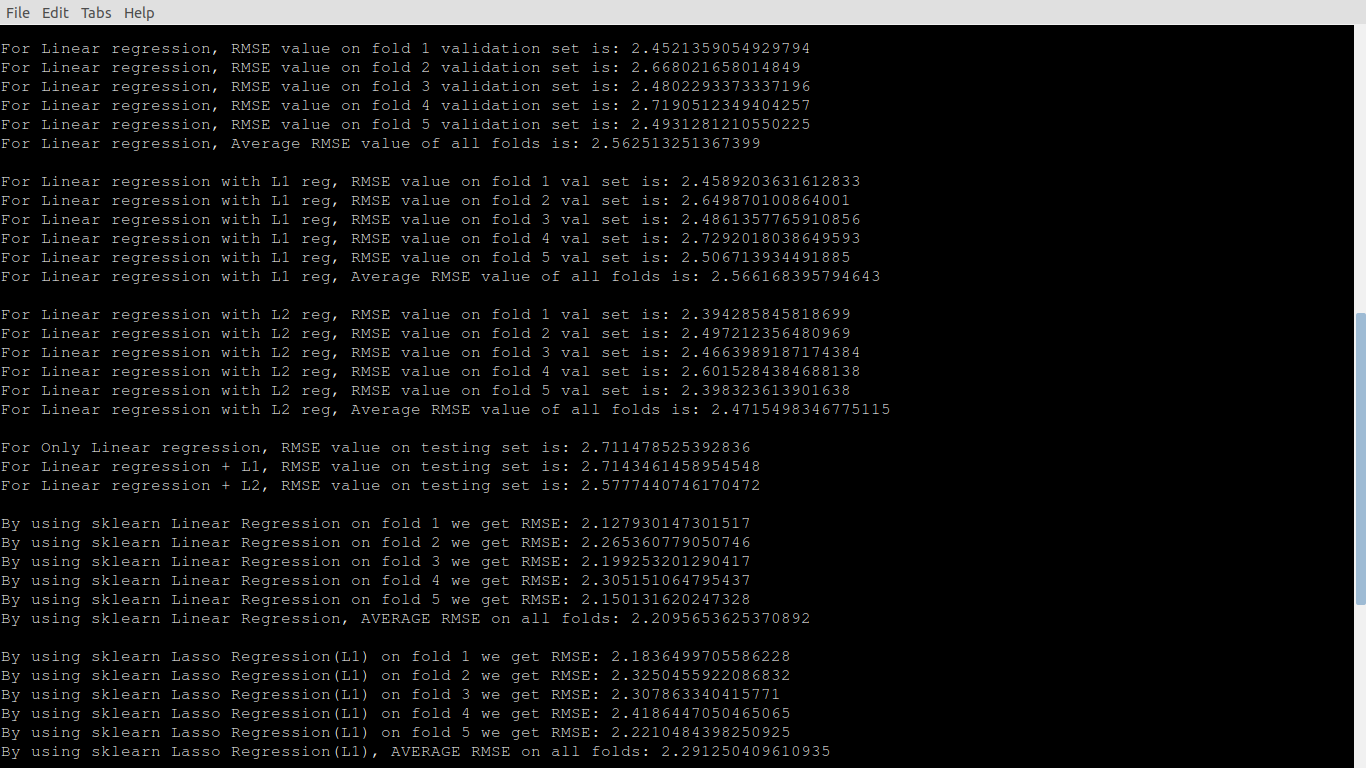 File Edit Tabs Help
For Linear regression, RMSE value on fold 1 validation set is: 2.4521359054929794
For Linear regression, RMSE value on fold 2 validation set is: 2.668021658014849
For Linear regression, RMSE value on fold 3 validation set is: 2.4802293373337196
For Linear regression, RMSE value on fold 4 validation set is: 2.7190512349404257
For Linear regression, RMSE value on fold 5 validation set is: 2.4931281210550225
For Linear regression, Average RMSE value of all folds is: 2.562513251367399
For Linear regression with L1 reg, RMSE value on fold 1 val set is: 2.4589203631612833
For Linear regression with L1 reg, RMSE value on fold 2 val set is: 2.649870100864001
For Linear regression with L1 reg, RMSE value on fold 3 val set is: 2.4861357765910856
For Linear regression with L1 reg, RMSE value on fold 4 val set is: 2.7292018038649593
For Linear regression with L1 reg, RMSE value on fold 5 val set is: 2.506713934491885
For Linear regression with L1 reg, Average RMSE value of all folds is: 2.566168395794643
For Linear regression with L2 reg, RMSE value on fold 1 val set is: 2.394285845818699
For Linear regression with L2 reg, RMSE value on fold 2 val set is: 2.497212356480969
For Linear regression with L2 reg, RMSE value on fold 3 val set is: 2.4663989187174384
For Linear regression with L2 reg, RMSE value on fold 4 val set is: 2.6015284384688138
For Linear regression with L2 reg, RMSE value on fold 5 val set is: 2.398323613901638
For Linear regression with L2 reg, Average RMSE value of all folds is: 2.4715498346775115
For Only Linear regression, RMSE value on testing set is: 2.711478525392836
For Linear regression + L1, RMSE value on testing set is: 2.7143461458954548
For Linear regression + L2, RMSE value on testing set is: 2.5777440746170472
By using sklearn Linear Regression on fold 1 we get RMSE: 2.127930147301517
By using sklearn Linear Regression on fold 2 we get RMSE: 2.265360779050746
By using sklearn Linear Regression on fold 3 we get RMSE: 2.199253201290417
By using sklearn Linear Regression on fold 4 we get RMSE: 2.305151064795437
By using sklearn Linear Regression on fold 5 we get RMSE: 2.150131620247328
By using sklearn Linear Regression, AVERAGE RMSE on all folds: 2.2095653625370892
By using sklearn Lasso Regression(L1) on fold 1 we get RMSE: 2.1836499705586228
By using sklearn Lasso Regression(L1) on fold 2 we get RMSE: 2.3250455922086832
By using sklearn Lasso Regression(L1) on fold 3 we get RMSE: 2.307863340415771
By using sklearn Lasso Regression(L1) on fold 4 we get RMSE: 2.4186447050465065
By using sklearn Lasso Regression(L1) on fold 5 we get RMSE: 2.2210484398250925
By using sklearn Lasso Regression(L1), AVERAGE RMSE on all folds: 2.291250409610935